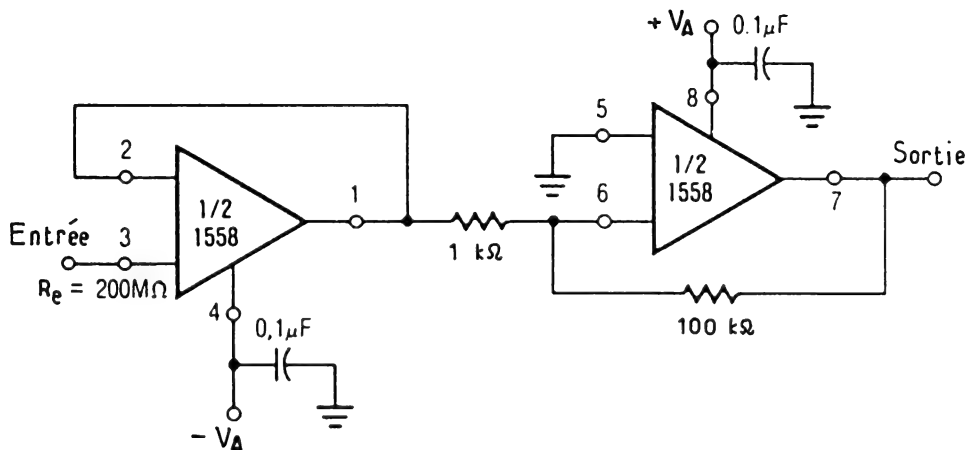 + VA
0.1µF
8
5
1/2
1558
Sortie
7
6
2
1/2
1558
1
1 kΩ
Entrée
3
Re = 200MΩ
4
0,1µF
100 kΩ
- VA